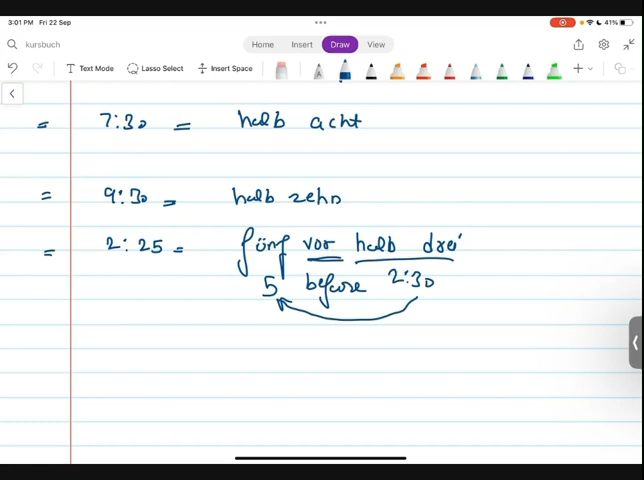 3:01 PM Fri 22 Sep
41%
kursbuch
Home Insert Draw View
Text Mode Lasso Select Insert Space
= 7:30 = halb acht
= 9:30 = halb zehn
= 2:25 = fünf vor halb drei
5 before 2:30